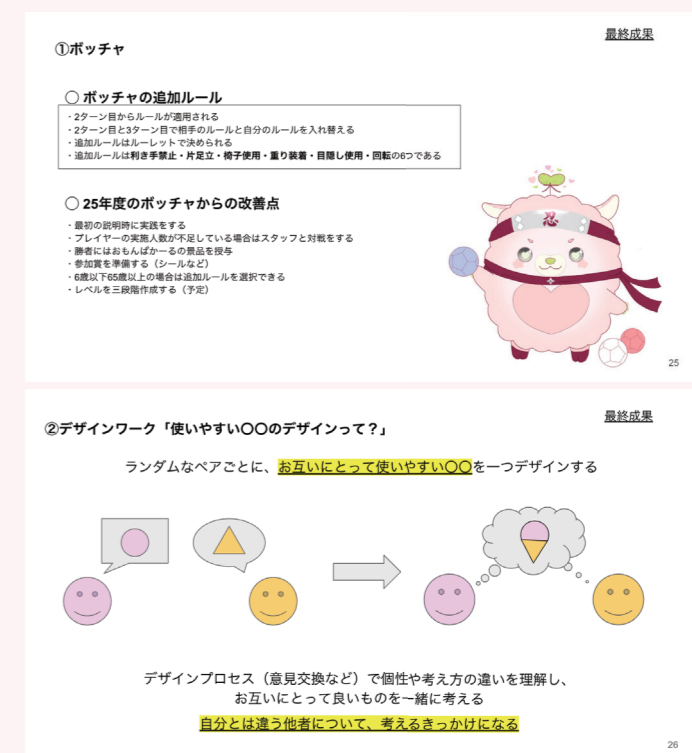 最終成果
①ボッチャ
○ ボッチャの追加ルール
・2ターン目からルールが適用される
・2ターン目と3ターン目で相手のルールと自分のルールを入れ替える
・追加ルールはルーレットで決められる
・追加ルールは利き手禁止・片足立・椅子使用・重り装着・目隠し使用・回転の6つである
○ 25年度のボッチャからの改善点
・最初の説明時に実践をする
・プレイヤーの実施人数が不足している場合はスタッフと対戦をする
・勝者にはおもんぱかーるの景品を授与
・参加賞を準備する（シールなど）
・6歳以下65歳以上の場合は追加ルールを選択できる
・レベルを三段階作成する（予定）
忍
25
最終成果
②デザインワーク「使いやすい〇〇のデザインって？」
ランダムなペアごとに、お互いにとって使いやすい〇〇を一つデザインする
デザインプロセス（意見交換など）で個性や考え方の違いを理解し、
お互いにとって良いものを一緒に考える
自分とは違う他者について、考えるきっかけになる
26